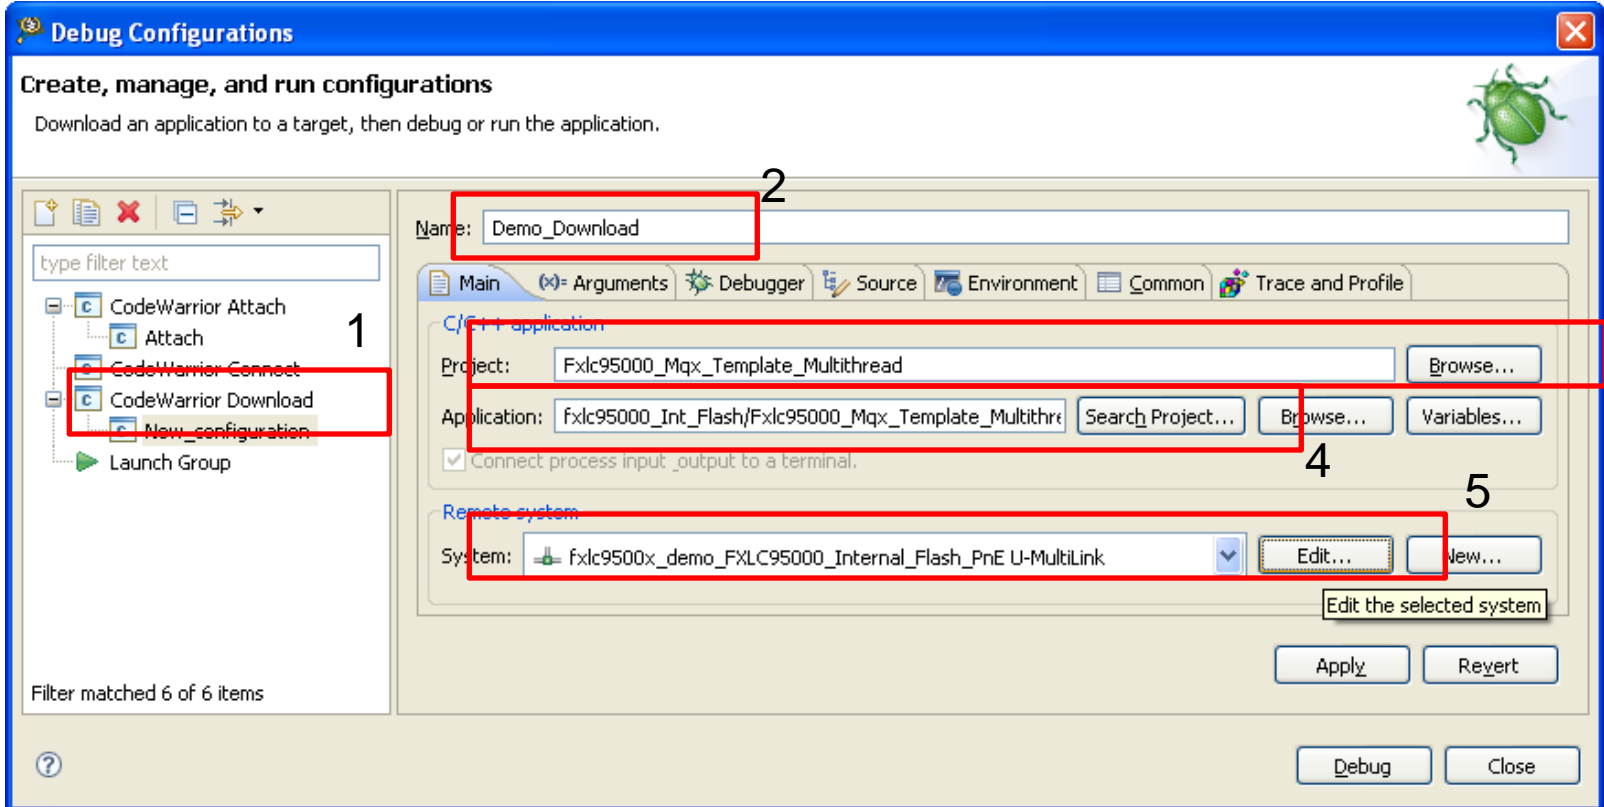 Debug Configurations
Create, manage, and run configurations
Download an application to a target, then debug or run the application.
2
Name: Demo_Download
type filter text
Main (x)= Arguments Debugger Source Environment Common Trace and Profile
CodeWarrior Attach
C/C++ application
1
Attach
Project: Fxlc95000_Mqx_Template_Multithread Browse...
CodeWarrior Connect
CodeWarrior Download
Application: fxlc95000_Int_Flash/Fxlc95000_Mqx_Template_Multithre Search Project... Browse... Variables...
New_configuration
Launch Group
Connect process input _output to a terminal.
4
5
Remote system
System: fxlc9500x_demo_FXLC95000_Internal_Flash_PnE U-MultiLink Edit... New...
Edit the selected system
Apply Revert
Filter matched 6 of 6 items
Debug Close